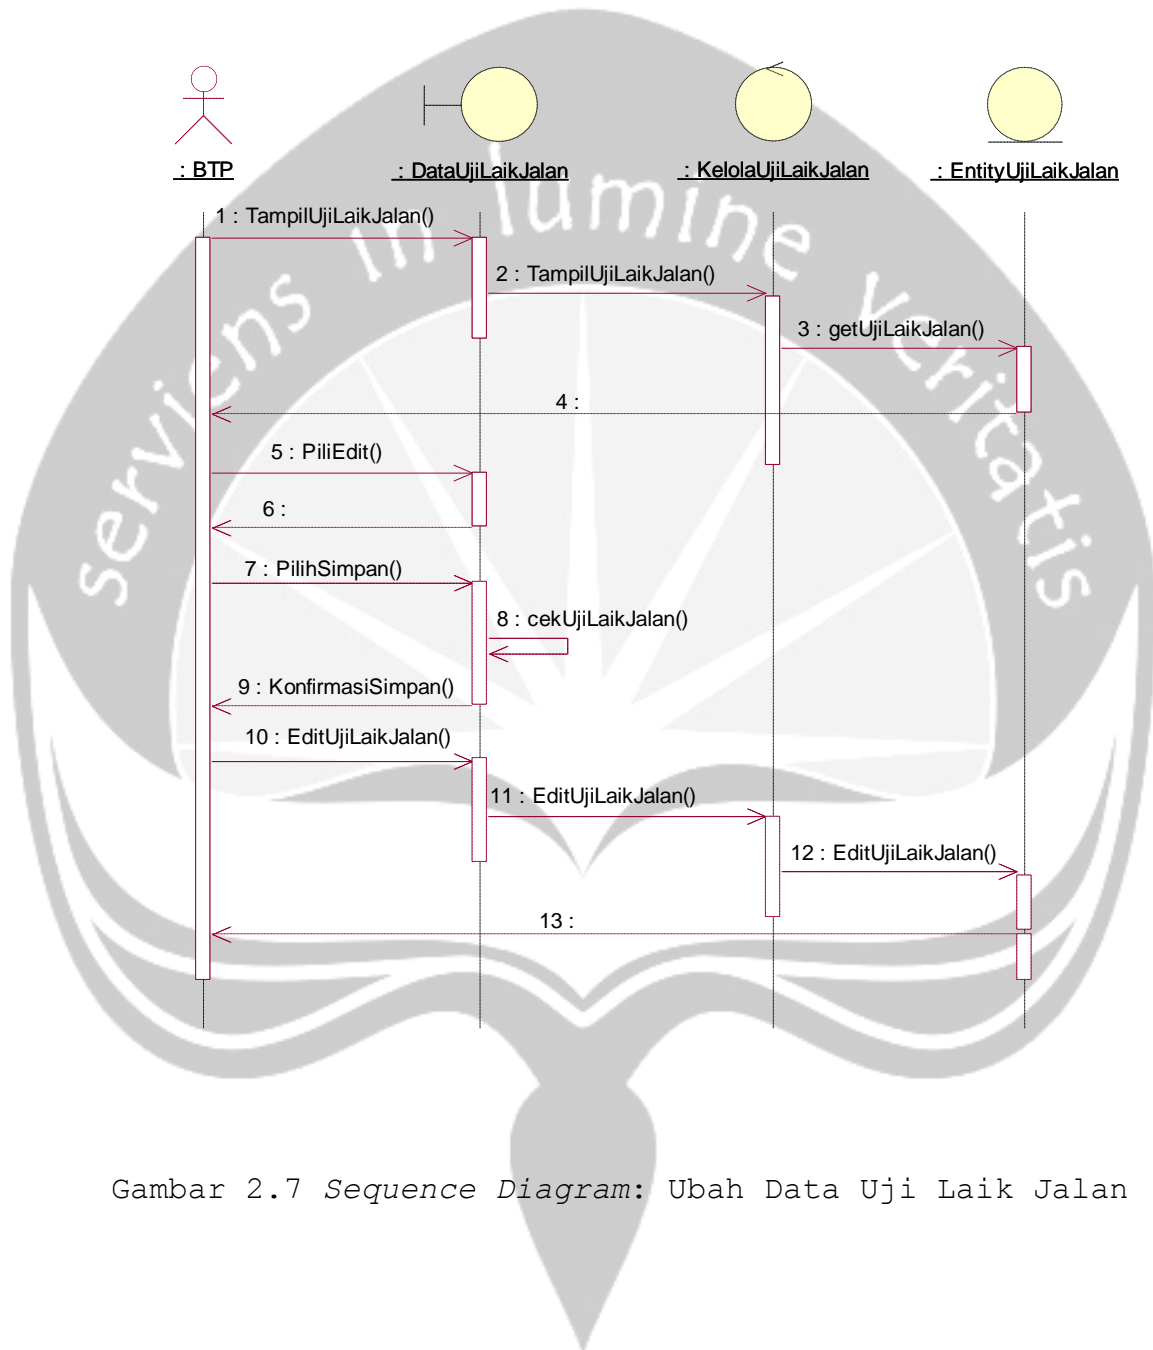 : BTP
: DataUjiLaikJalan
: KelolaUjiLaikJalan
: EntityUjiLaikJalan
serviens in lumine veritatis
1 : TampilUjiLaikJalan()
2 : TampilUjiLaikJalan()
3 : getUjiLaikJalan()
4 :
5 : PiliEdit()
6 :
7 : PilihSimpan()
8 : cekUjiLaikJalan()
9 : KonfirmasiSimpan()
10 : EditUjiLaikJalan()
11 : EditUjiLaikJalan()
12 : EditUjiLaikJalan()
13 :
Gambar 2.7 Sequence Diagram: Ubah Data Uji Laik Jalan